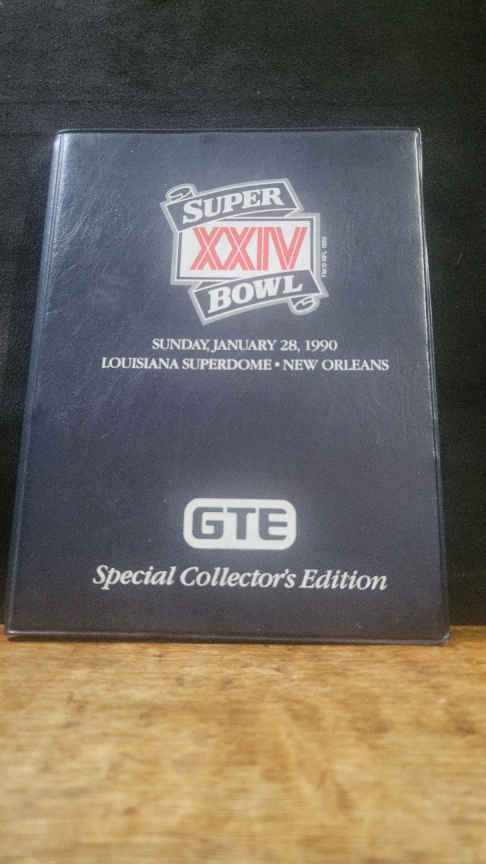 SUPER
XXIV
BOWL
SUNDAY, JANUARY 28, 1990
LOUISIANA SUPERDOME • NEW ORLEANS
GTE
Special Collector's Edition